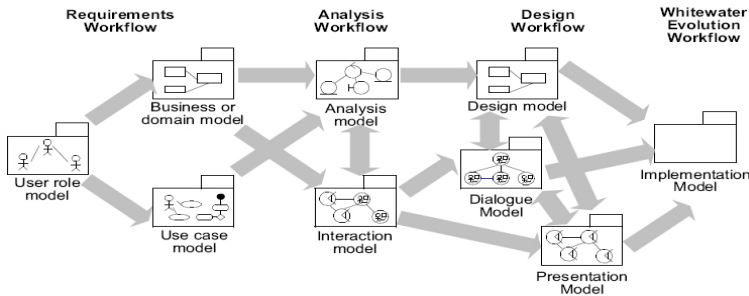 Requirements
Workflow
Analysis
Workflow
Design
Workflow
Whitewater
Evolution
Workflow
Business or
domain model
Analysis
model
Design model
User role
model
Implementation
Model
Dialogue
Model
Use case
model
Interaction
model
Presentation
Model